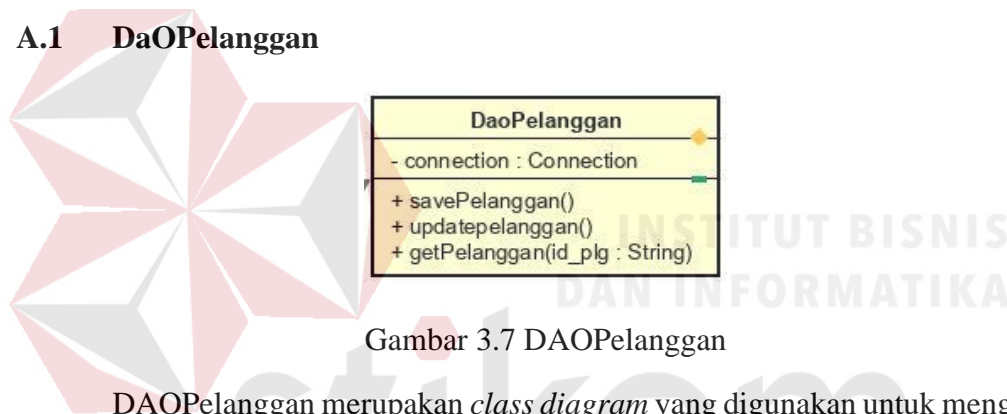 A.1 DaOPelanggan
DaoPelanggan
- connection : Connection
+ savePelanggan()
+ updatepelanggan()
+ getPelanggan(id_plg : String)
INSTITUT BISNIS
DAN INFORMATIKA
Gambar 3.7 DAOPelanggan
stikom
DAOPelanggan merupakan class diagram yang digunakan untuk